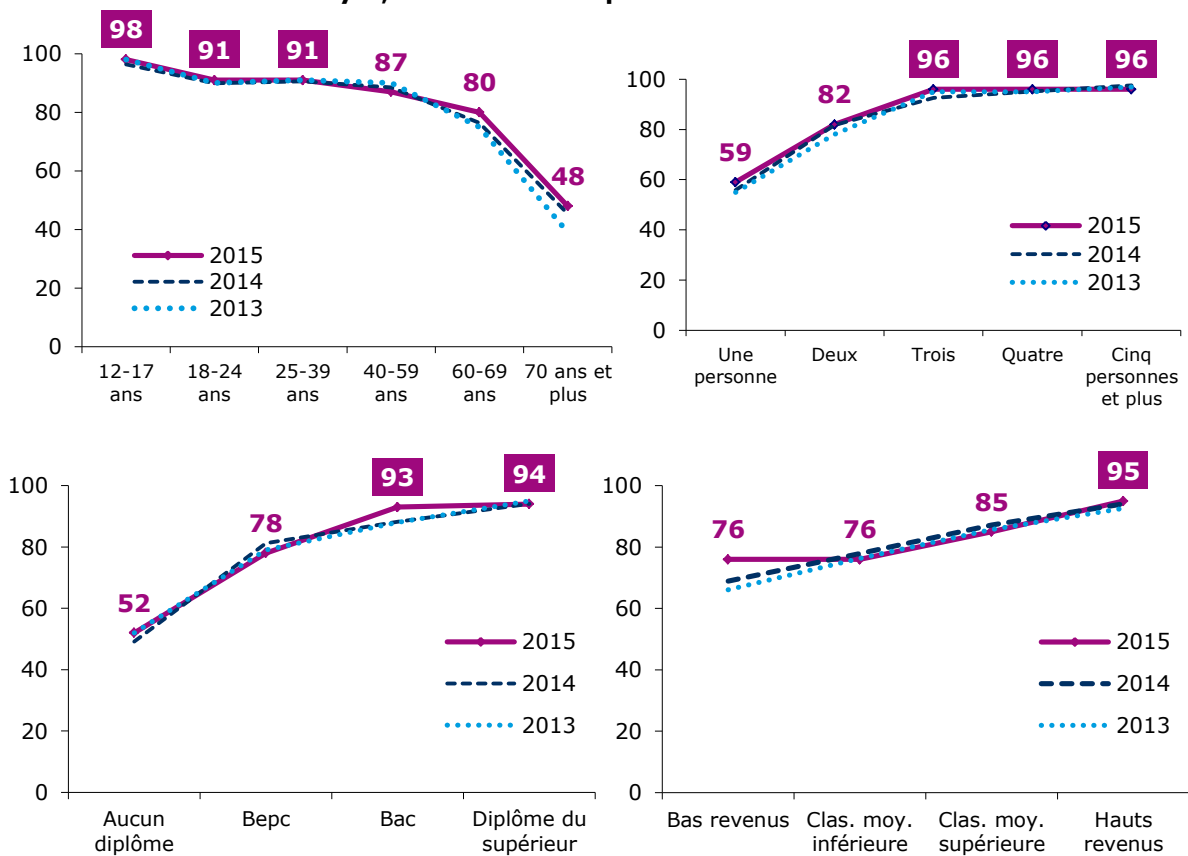 98
91
91
87
80
48
100
80
60
40
20
0
2015
2014
2013
12-17 ans
18-24 ans
25-39 ans
40-59 ans
60-69 ans
70 ans et plus
59
82
96
96
96
100
80
60
40
20
0
2015
2014
2013
Une personne
Deux
Trois
Quatre
Cinq personnes et plus
52
78
93
94
100
80
60
40
20
0
2015
2014
2013
Aucun diplôme
Bepc
Bac
Diplôme du supérieur
76
76
85
95
100
80
60
40
20
0
2015
2014
2013
Bas revenus
Clas. moy. inférieure
Clas. moy. supérieure
Hauts revenus